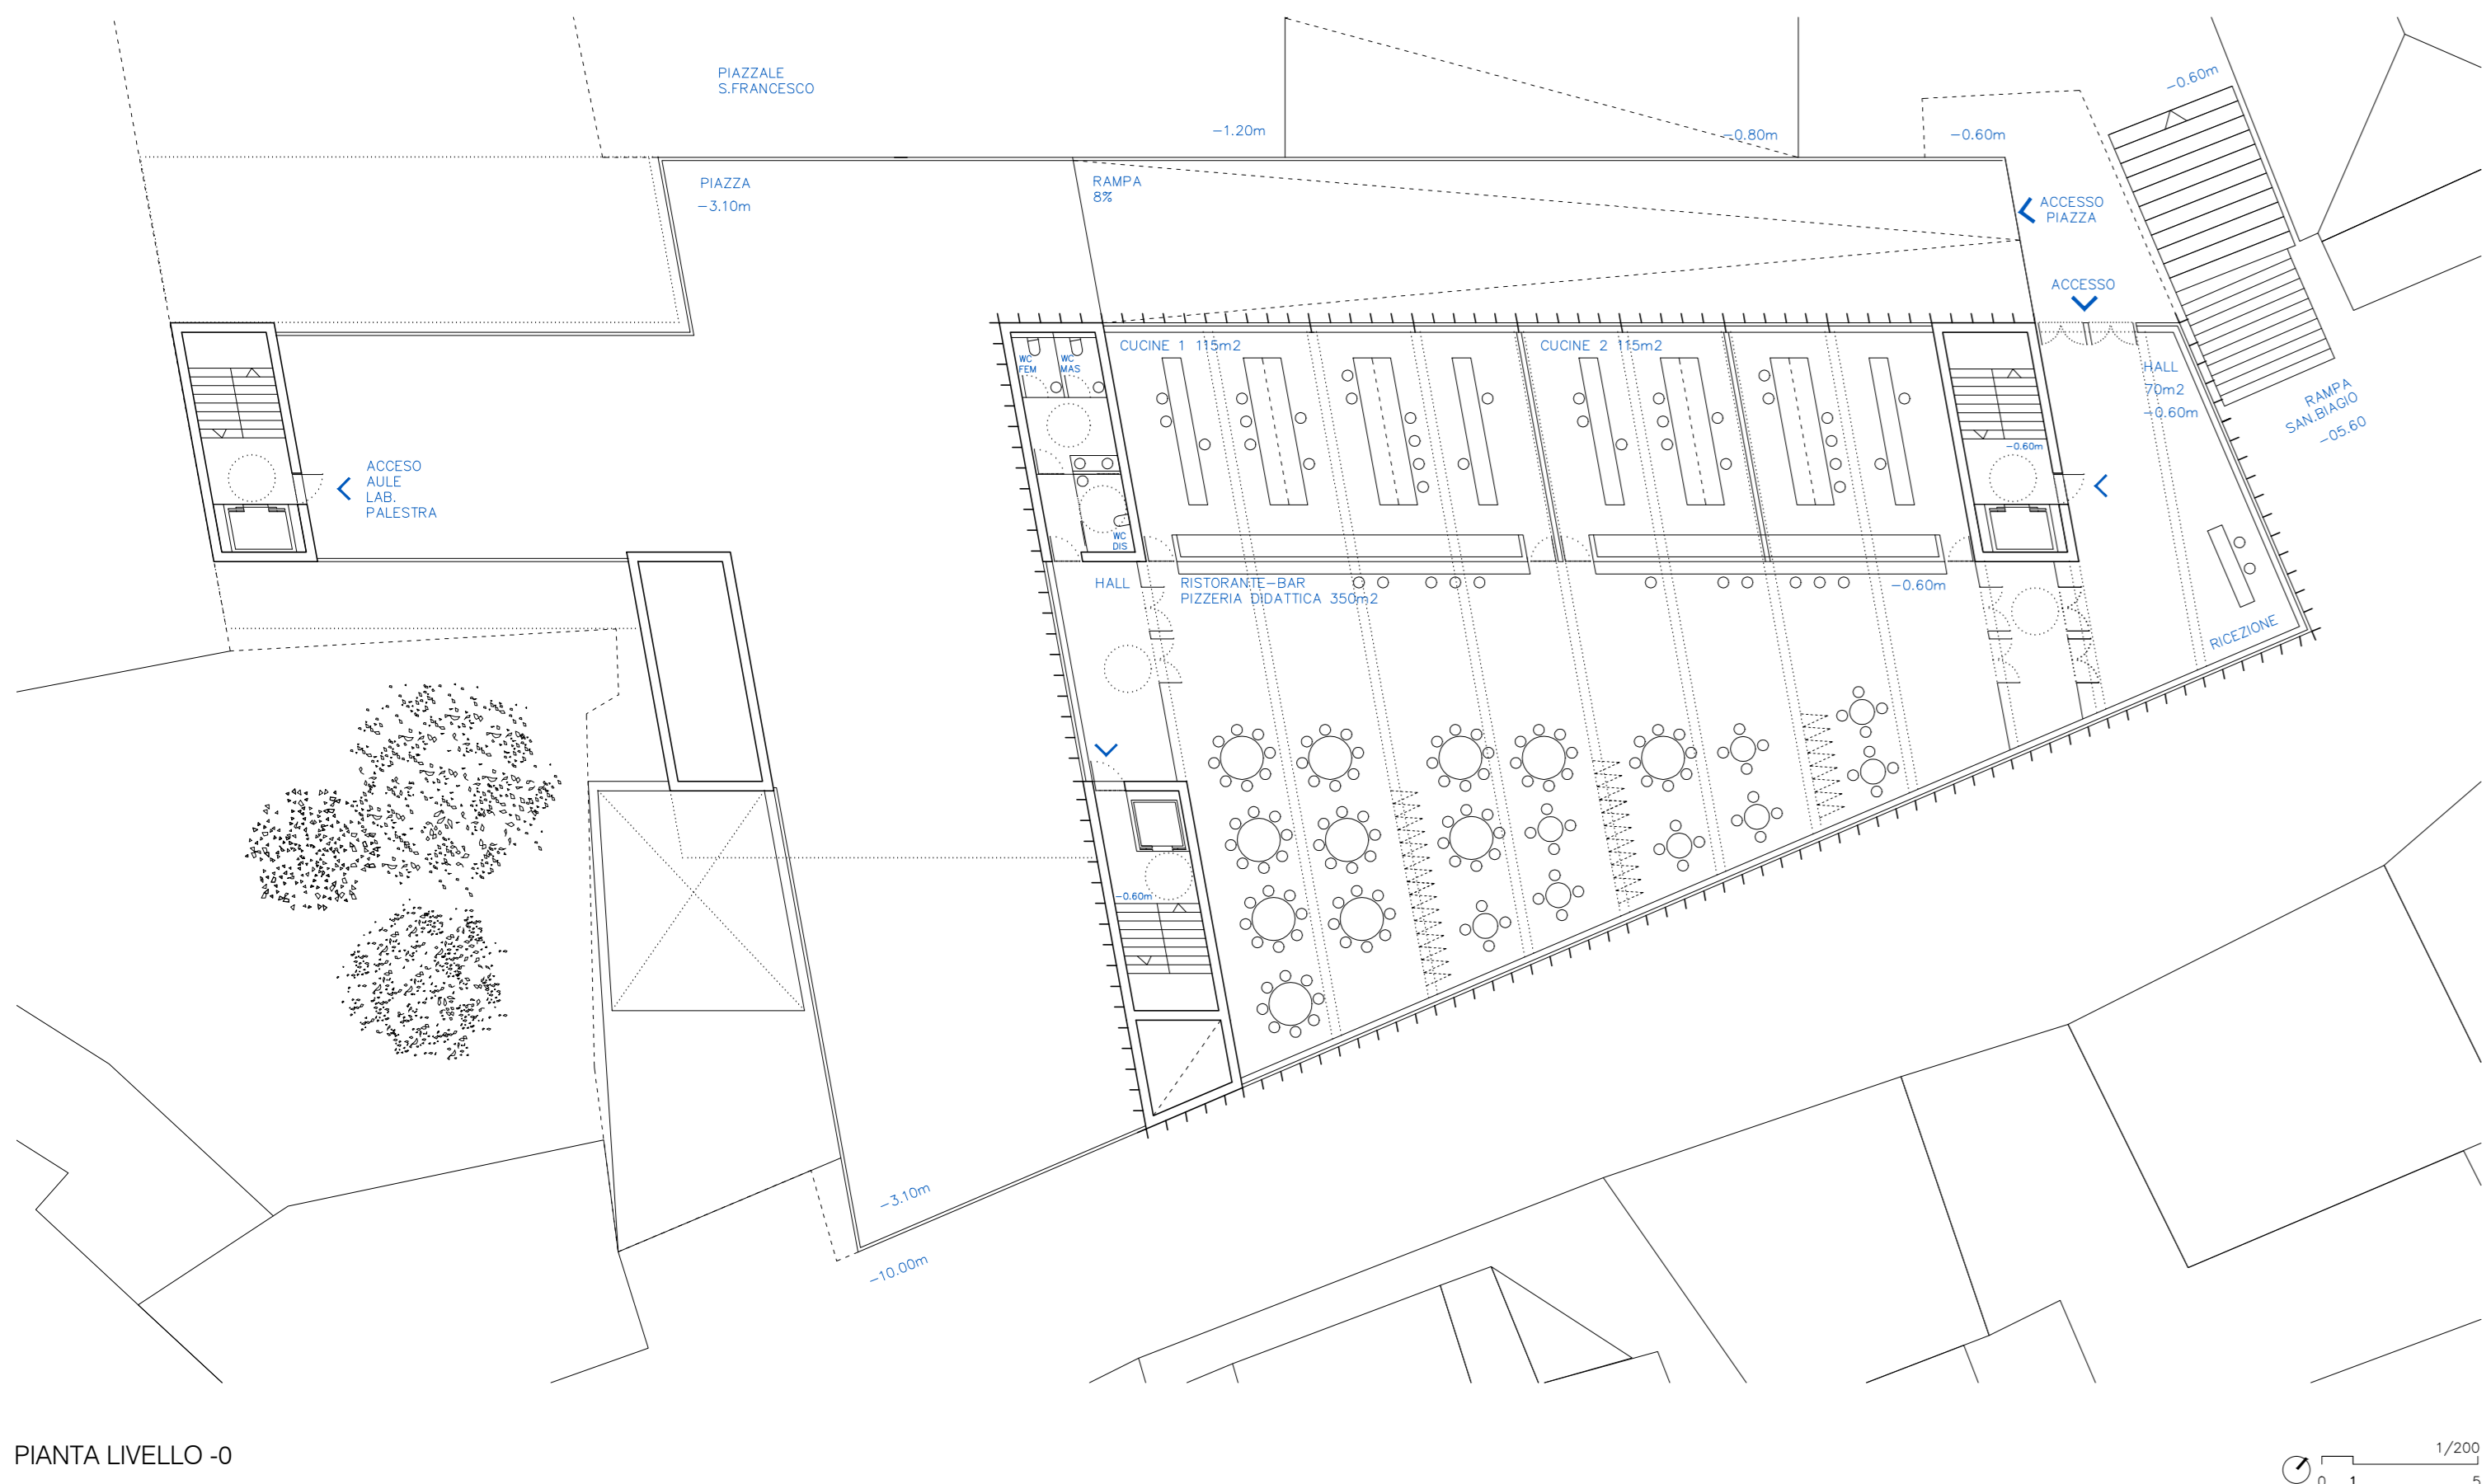 PIAZZALE
S.FRANCESCO
-0.60m
-1.20m
-0.80m
-0.60m
PIAZZA
-3.10m
RAMPA
8%
ACCESSO
PIAZZA
ACCESSO
CUCINE 1 115m2
CUCINE 2 115m2
WC
FEM
WC
MAS
HALL
70m2
-0.60m
RAMPA
SAN.BIAGIO
-05.60
-0.60m
ACCESO
AULE
LAB.
PALESTRA
WC
DIS
HALL
RISTORANTE-BAR
PIZZERIA DIDATTICA 350m2
-0.60m
RICEZIONE
-0.60m
-3.10m
-10.00m
PIANTA LIVELLO -0
1/200
0 1 5